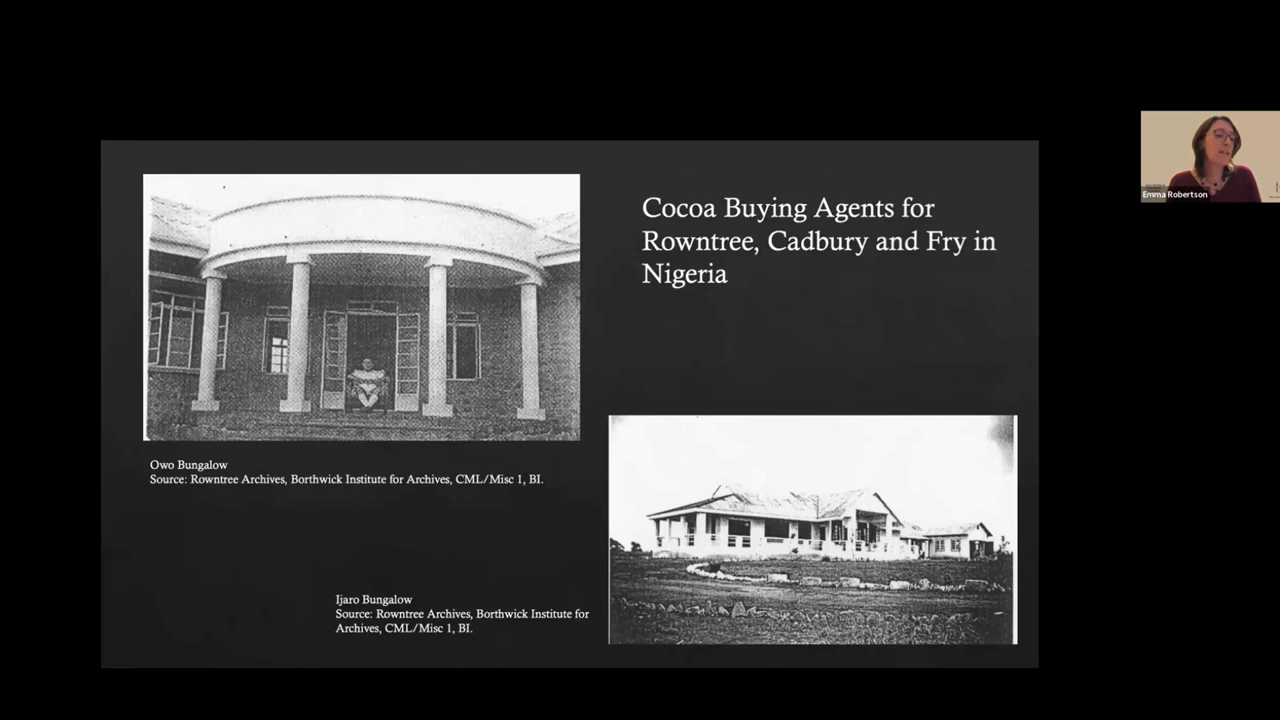 Cocoa Buying Agents for
Rowntree, Cadbury and Fry in
Nigeria
Owo Bungalow
Source: Rowntree Archives, Borthwick Institute for Archives, CML/Misc 1, BI.
Ijaro Bungalow
Source: Rowntree Archives, Borthwick Institute for
Archives, CML/Misc 1, BI.
Emma Robertson